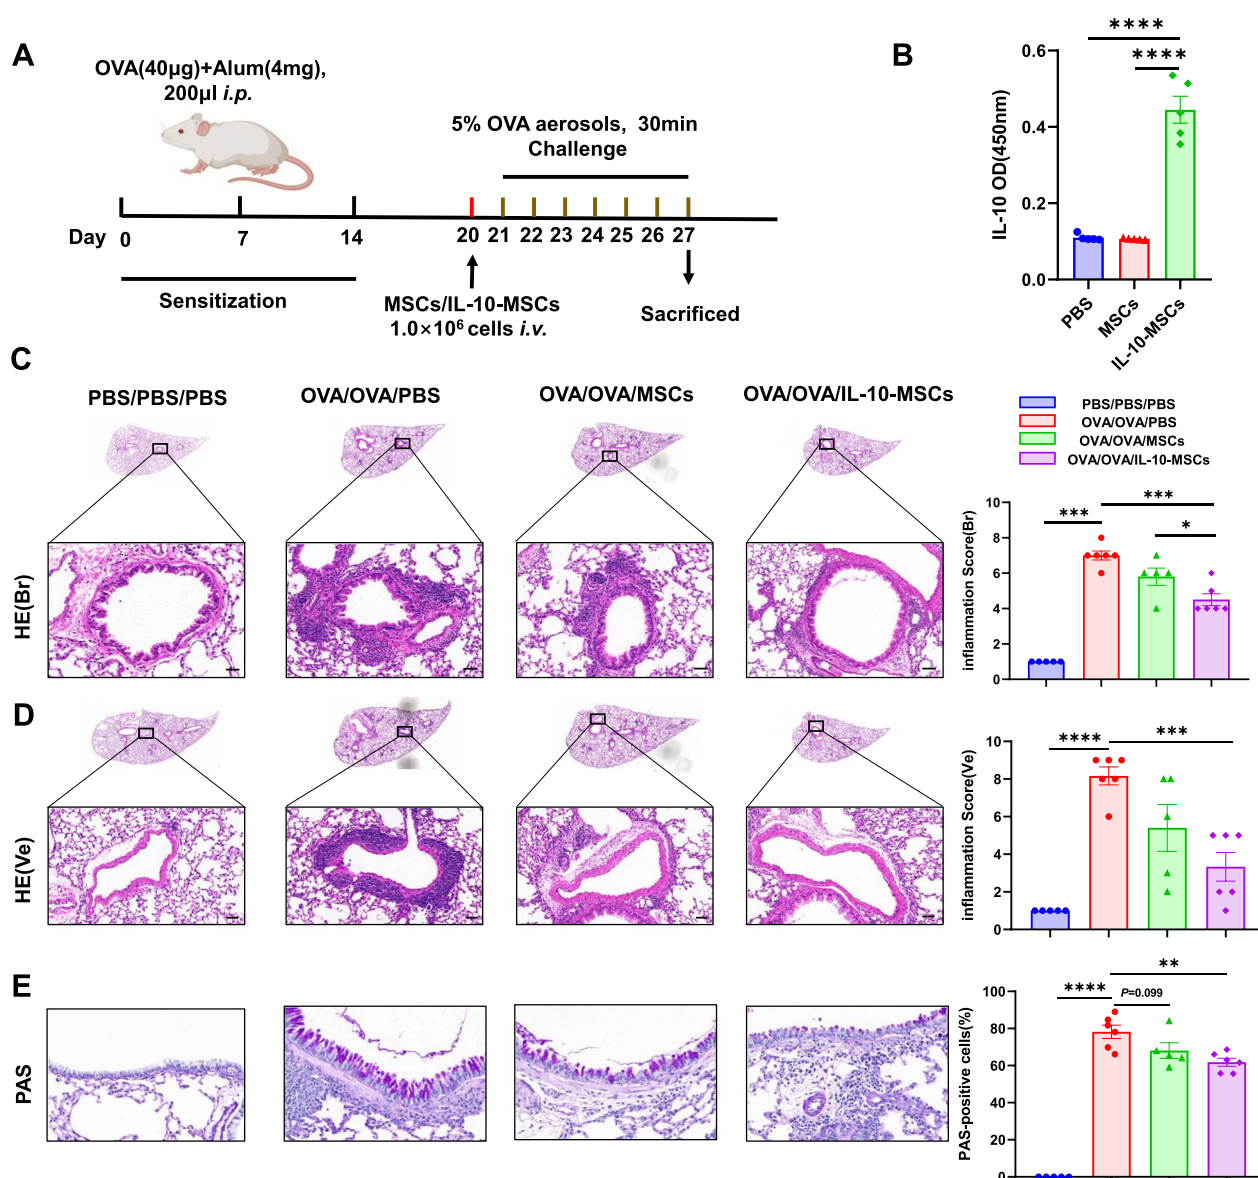 A
OVA(40μg)+Alum(4mg),
200μl i.p.
5% OVA aerosols, 30min
Challenge
Day 0 7 14 20 21 22 23 24 25 26 27
Sensitization
MSCs/IL-10-MSCs
1.0×10⁶ cells i.v.
Sacrificed
B
****
****
IL-10 OD(450nm)
0.6
0.4
0.2
0.0
PBS
MSCs
IL-10-MSCs
C
PBS/PBS/PBS
OVA/OVA/PBS
OVA/OVA/MSCs
OVA/OVA/IL-10-MSCs
HE(Br)
PBS/PBS/PBS
OVA/OVA/PBS
OVA/OVA/MSCs
OVA/OVA/IL-10-MSCs
inflammation Score(Br)
10
8
6
4
2
0
***
***
*
D
HE(Ve)
inflammation Score(Ve)
10
8
6
4
2
0
****
***
E
PAS
PAS-positive cells(%)
100
80
60
40
20
0
****
P=0.099
**